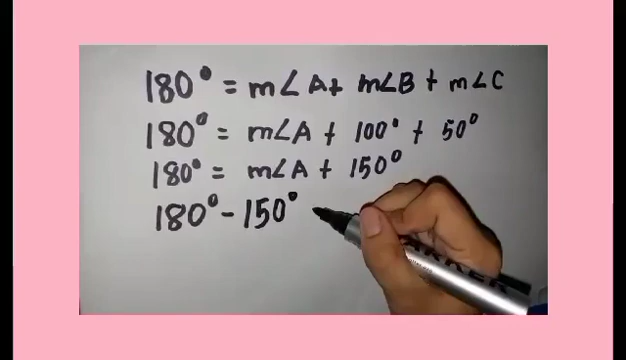 180° = m∠A + m∠B + m∠C
180° = m∠A + 100° + 50°
180° = m∠A + 150°
180° - 150°